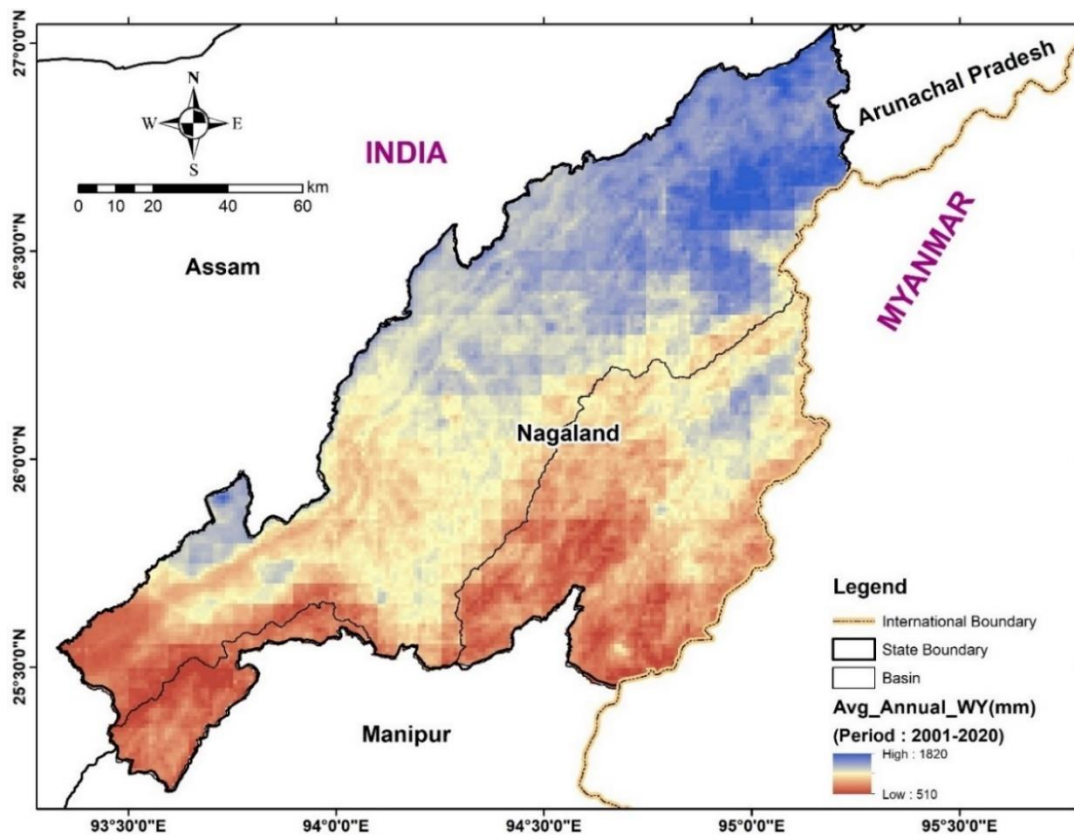 27°0'0"N
26°30'0"N
26°0'0"N
25°30'0"N
N
W E
S
km
0 10 20 40 60
INDIA
Arunachal Pradesh
Assam
MYANMAR
Nagaland
Manipur
Legend
International Boundary
State Boundary
Basin
Avg_Annual_WY(mm)
(Period : 2001-2020)
High : 1820
Low : 510
93°30'0"E 94°0'0"E 94°30'0"E 95°0'0"E 95°30'0"E